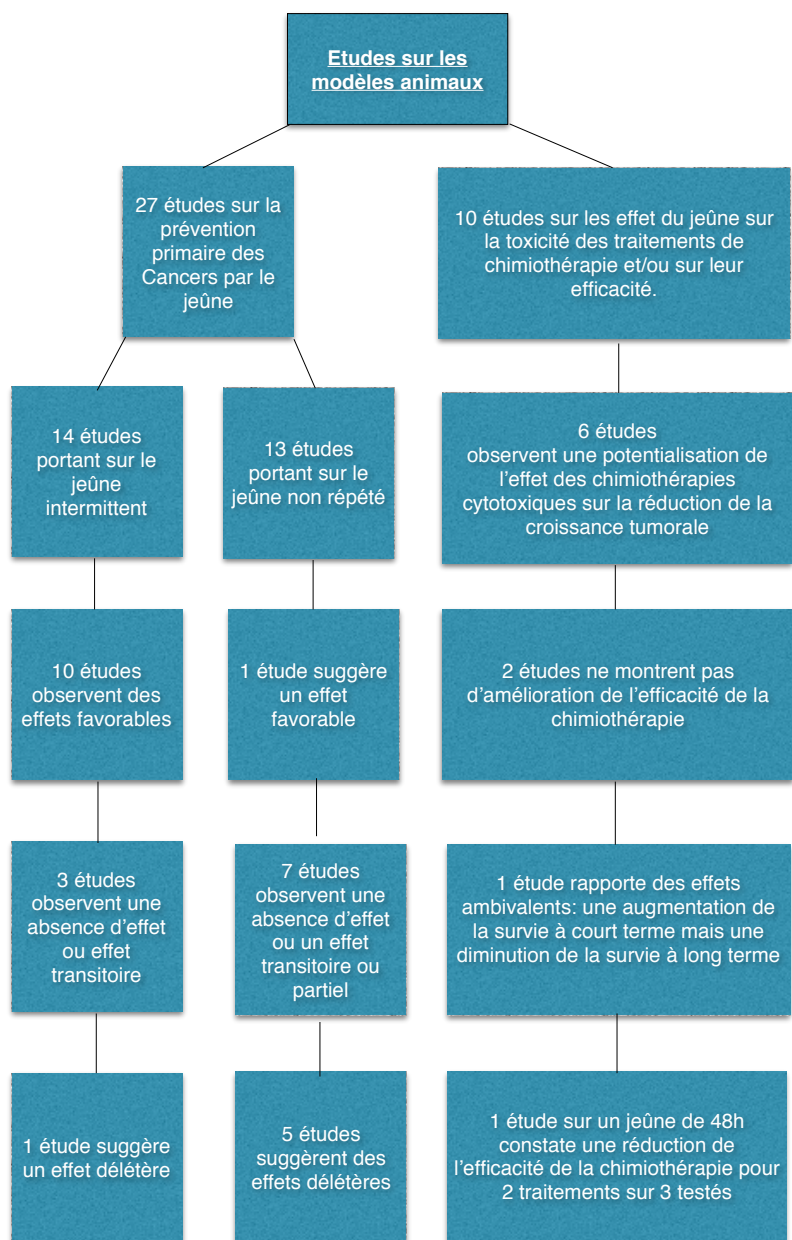 Etudes sur les
modèles animaux
27 études sur la
prévention
primaire des
Cancers par le
jeûne
10 études sur les effet du jeûne sur
la toxicité des traitements de
chimiothérapie et/ou sur leur
efficacité.
14 études
portant sur le
jeûne
intermittent
13 études
portant sur le
jeûne non répété
6 études
observent une potentialisation de
l'effet des chimiothérapies
cytotoxiques sur la réduction de la
croissance tumorale
10 études
observent des
effets favorables
1 étude suggère
un effet
favorable
2 études ne montrent pas
d'amélioration de l'efficacité de la
chimiothérapie
3 études
observent une
absence d'effet
ou effet
transitoire
7 études
observent une
absence d'effet
ou un effet
transitoire ou
partiel
1 étude rapporte des effets
ambivalents: une augmentation de
la survie à court terme mais une
diminution de la survie à long terme
1 étude suggère
un effet délétère
5 études
suggèrent des
effets délétères
1 étude sur un jeûne de 48h
constate une réduction de
l'efficacité de la chimiothérapie pour
2 traitements sur 3 testés